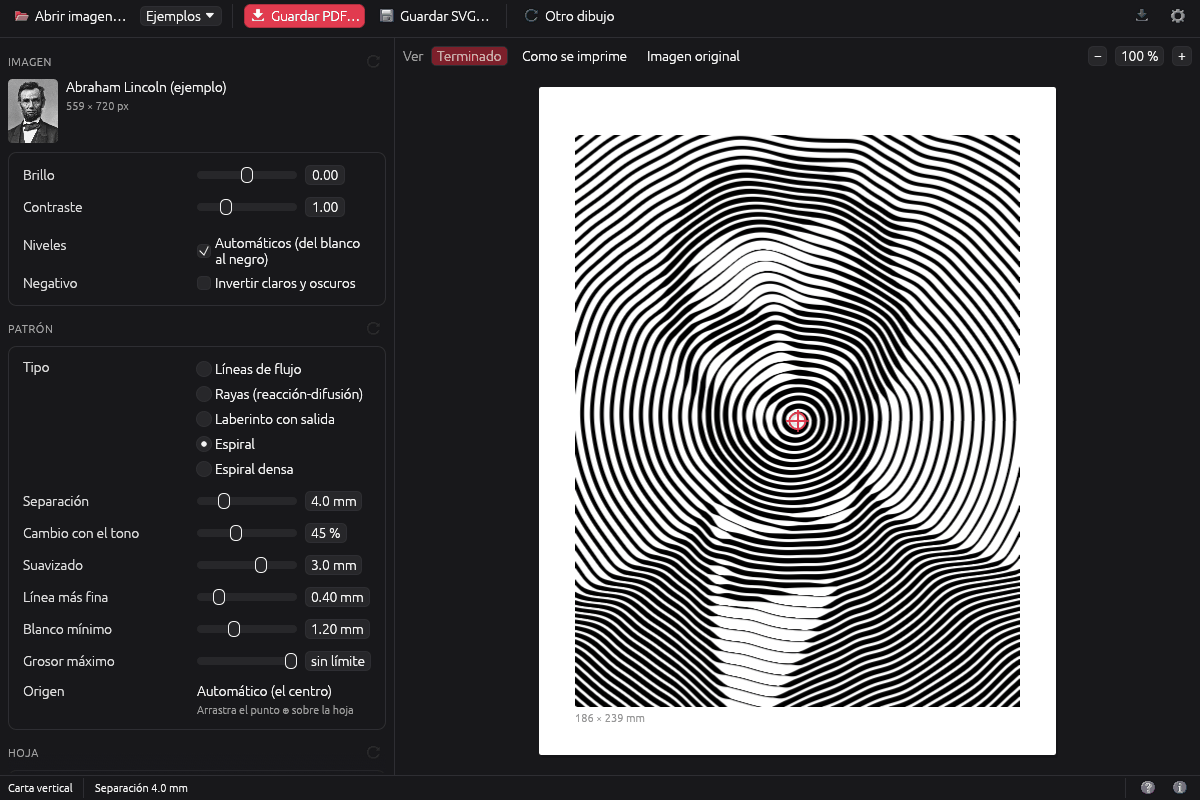 Abrir imagen...
Ejemplos
Guardar PDF...
Guardar SVG...
Otro dibujo
IMAGEN
Abraham Lincoln (ejemplo)
559 × 720 px
Brillo 0.00
Contraste 1.00
Niveles Automáticos (del blanco
al negro)
Negativo Invertir claros y oscuros
PATRÓN
Tipo
Líneas de flujo
Rayas (reacción-difusión)
Laberinto con salida
Espiral
Espiral densa
Separación 4.0 mm
Cambio con el tono 45 %
Suavizado 3.0 mm
Línea más fina 0.40 mm
Blanco mínimo 1.20 mm
Grosor máximo sin límite
Origen Automático (el centro)
Arrastra el punto ⊕ sobre la hoja
HOJA
Ver Terminado Como se imprime Imagen original
− 100 % +
186 × 239 mm
Carta vertical Separación 4.0 mm